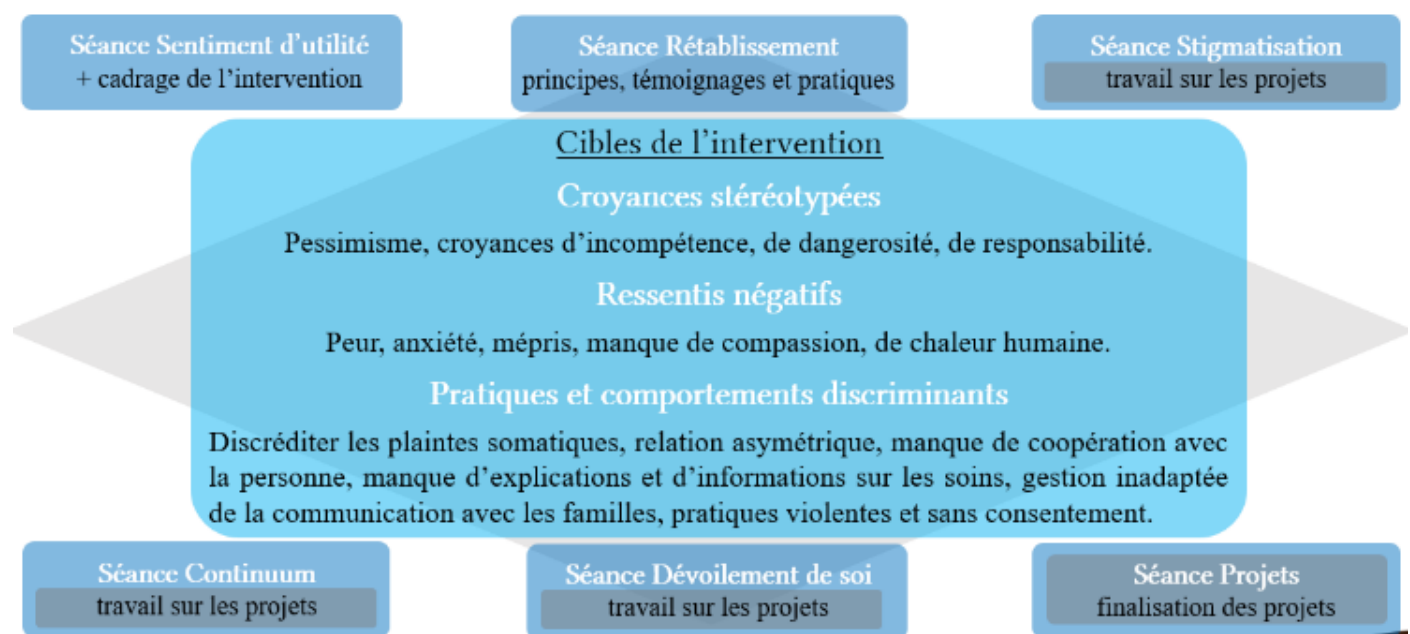 Séance Sentiment d'utilité
+ cadrage de l'intervention
Séance Rétablissement
principes, témoignages et pratiques
Séance Stigmatisation
travail sur les projets
Cibles de l'intervention
Croyances stéréotypées
Pessimisme, croyances d'incompétence, de dangerosité, de responsabilité.
Ressentis négatifs
Peur, anxiété, mépris, manque de compassion, de chaleur humaine.
Pratiques et comportements discriminants
Discréditer les plaintes somatiques, relation asymétrique, manque de coopération avec
la personne, manque d'explications et d'informations sur les soins, gestion inadaptée
de la communication avec les familles, pratiques violentes et sans consentement.
Séance Continuum
travail sur les projets
Séance Dévoilement de soi
travail sur les projets
Séance Projets
finalisation des projets